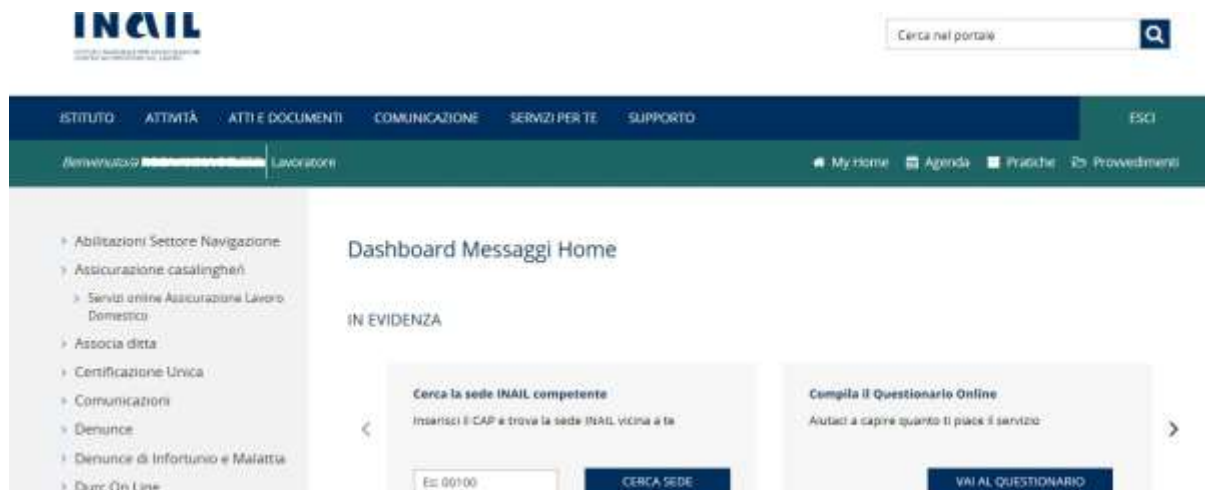 INAIL
Cerca nel portale
ISTITUTO ATTIVITÀ ATTI E DOCUMENTI COMUNICAZIONE SERVIZI PER TE SUPPORTO ESCI
Benvenuto/a Lavoratore
My Home Agenda Pratiche Provvedimenti
Abilitazioni Settore Navigazione
Assicurazione casalinghe/i
Servizi online Assicurazione Lavoro
Domestico
Associa ditta
Certificazione Unica
Comunicazioni
Denunce
Denunce di Infortunio e Malattia
Durc On Line
Dashboard Messaggi Home
IN EVIDENZA
Cerca la sede INAIL competente
Inserisci il CAP e trova la sede INAIL vicina a te
Es: 00100
CERCA SEDE
Compila il Questionario Online
Aiutaci a capire quanto ti piace il servizio
VAI AL QUESTIONARIO